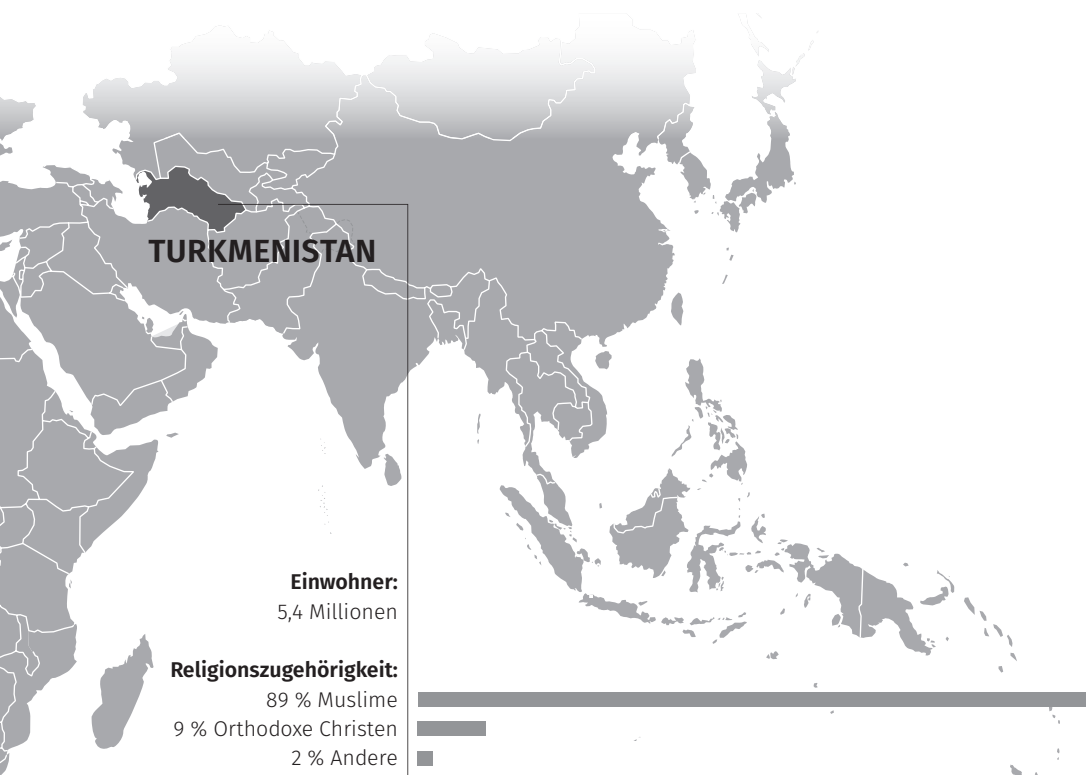 TURKMENISTAN
Einwohner:
5,4 Millionen
Religionszugehörigkeit:
89 % Muslime
9 % Orthodoxe Christen
2 % Andere